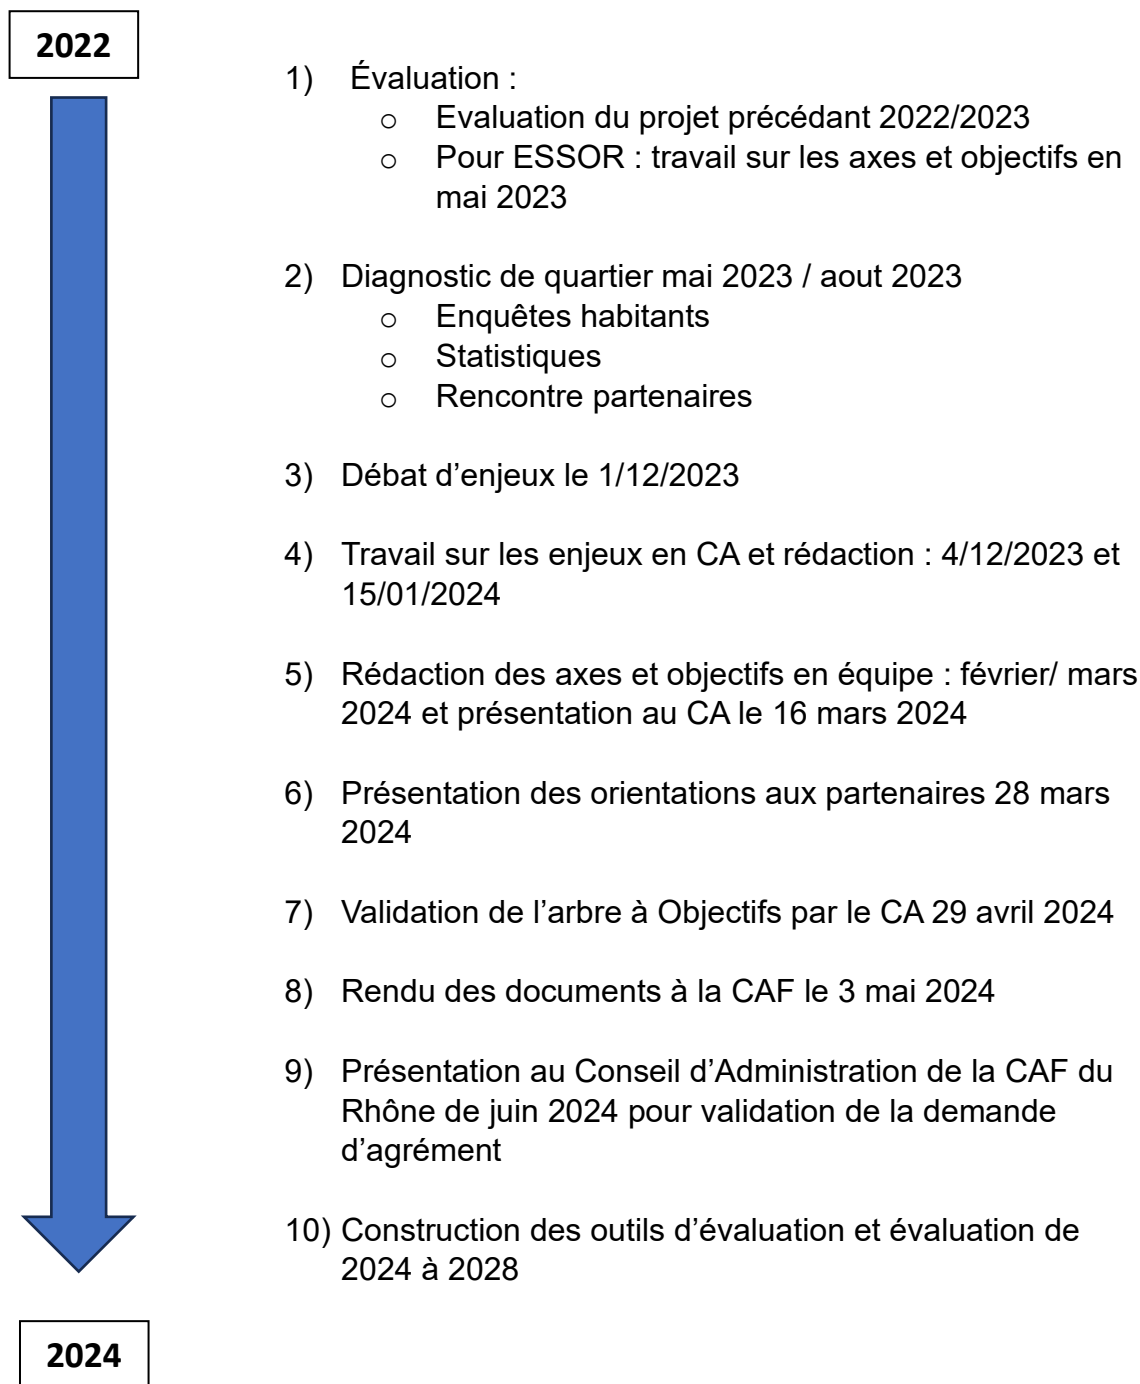 2022
1) Évaluation :
o Evaluation du projet précédant 2022/2023
o Pour ESSOR : travail sur les axes et objectifs en
mai 2023
2) Diagnostic de quartier mai 2023 / aout 2023
o Enquêtes habitants
o Statistiques
o Rencontre partenaires
3) Débat d’enjeux le 1/12/2023
4) Travail sur les enjeux en CA et rédaction : 4/12/2023 et
15/01/2024
5) Rédaction des axes et objectifs en équipe : février/ mars
2024 et présentation au CA le 16 mars 2024
6) Présentation des orientations aux partenaires 28 mars
2024
7) Validation de l’arbre à Objectifs par le CA 29 avril 2024
8) Rendu des documents à la CAF le 3 mai 2024
9) Présentation au Conseil d’Administration de la CAF du
Rhône de juin 2024 pour validation de la demande
d’agrément
10) Construction des outils d’évaluation et évaluation de
2024 à 2028
2024